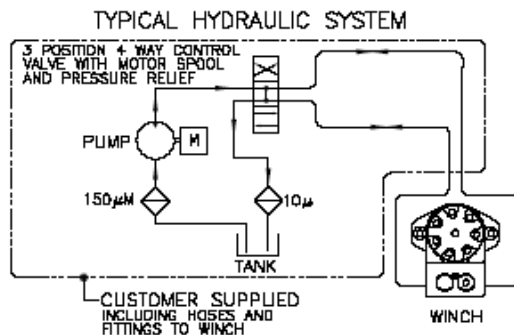 TYPICAL HYDRAULIC SYSTEM
3 POSITION 4 WAY CONTROL
VALVE WITH MOTOR SPOOL
AND PRESSURE RELIEF
PUMP
M
150µM
10µ
TANK
CUSTOMER SUPPLIED
INCLUDING HOSES AND
FITTINGS TO WINCH
WINCH